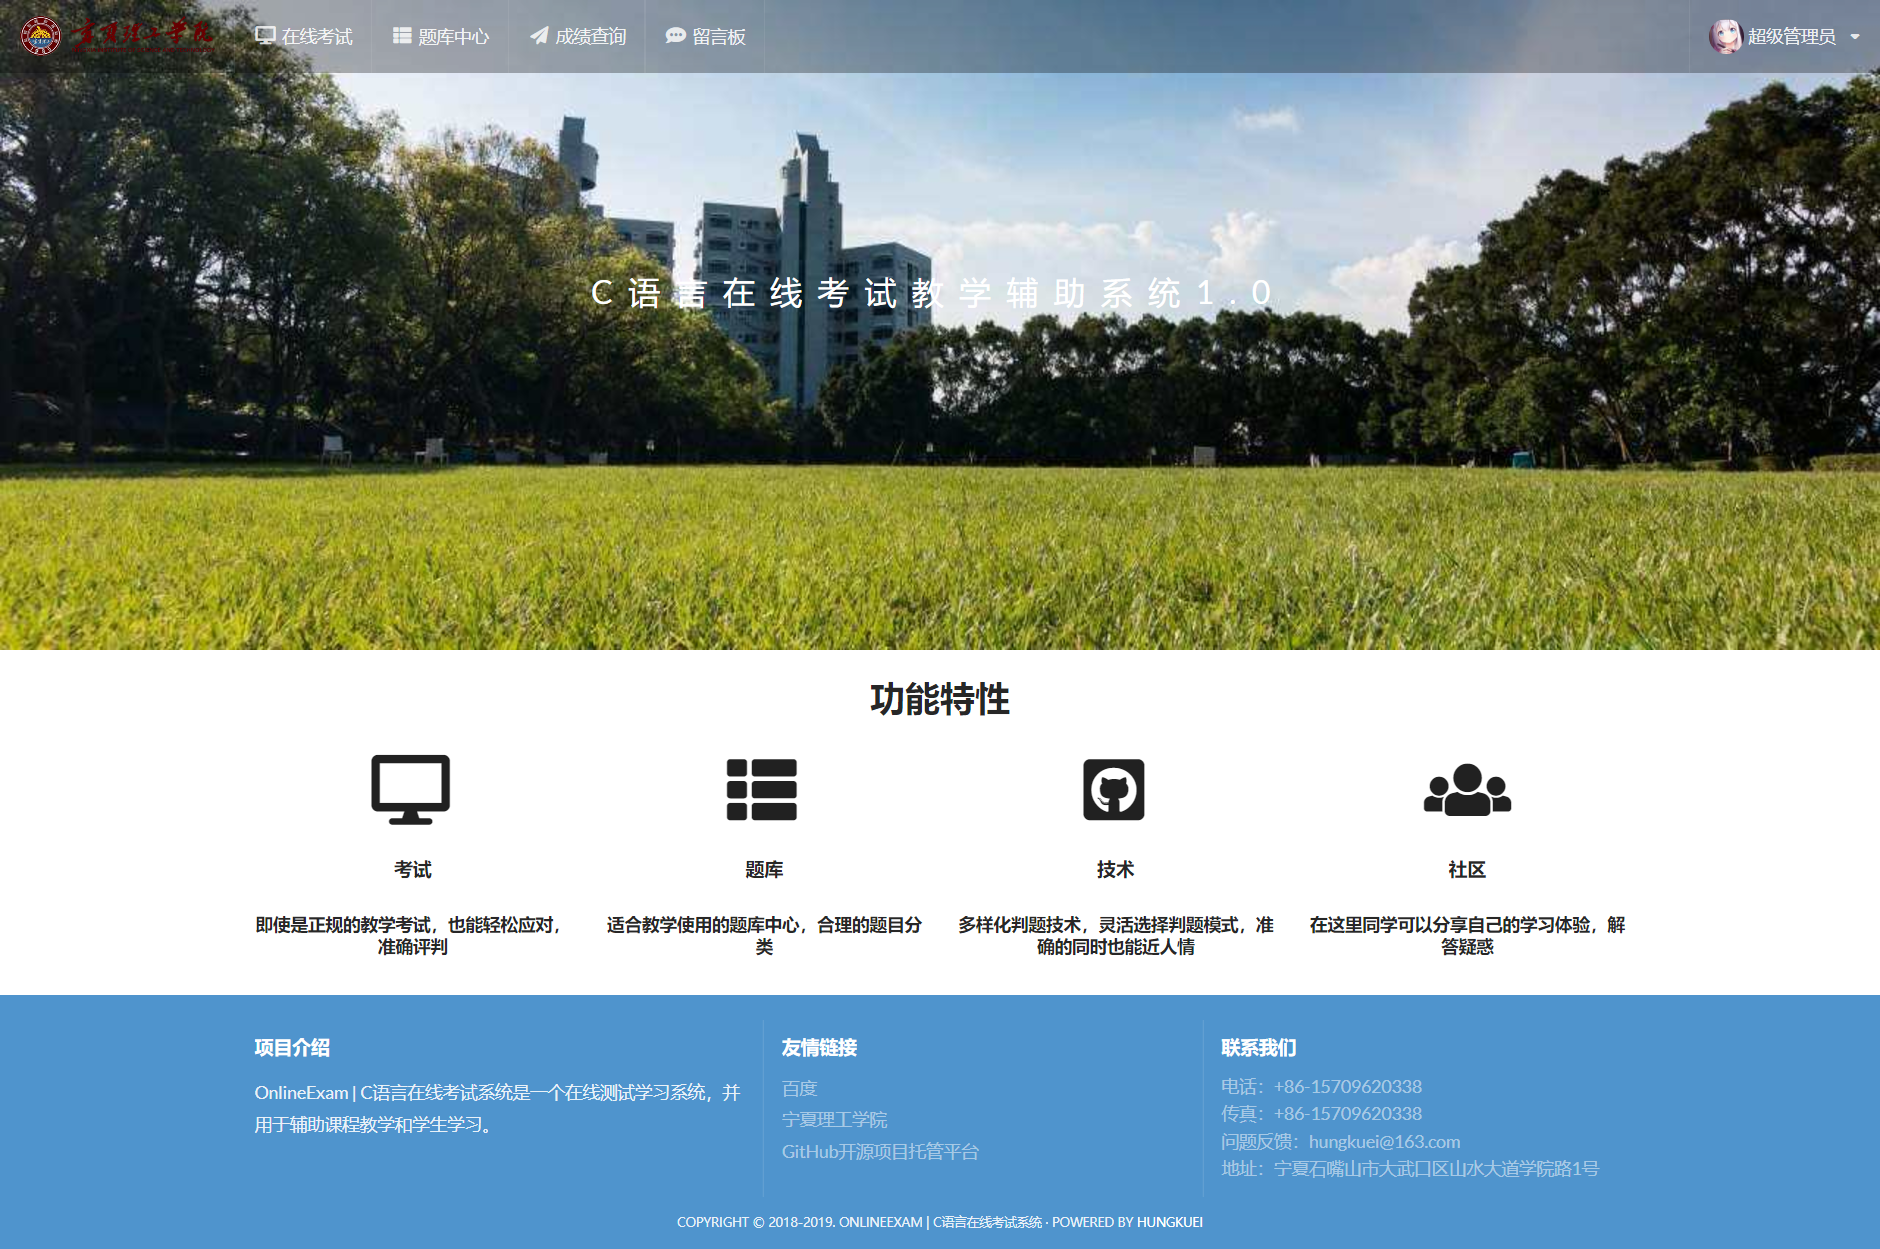 宁夏理工学院
在线考试
题库中心
成绩查询
留言板
超级管理员
C语言在线考试教学辅助系统1.0
功能特性
考试
即使是正规的教学考试，也能轻松应对，
准确评判
题库
适合教学使用的题库中心，合理的题目分
类
技术
多样化判题技术，灵活选择判题模式，准
确的同时也能近人情
社区
在这里同学可以分享自己的学习体验，解
答疑惑
项目介绍
OnlineExam | C语言在线考试系统是一个在线测试学习系统，并
用于辅助课程教学和学生学习。
友情链接
百度
宁夏理工学院
GitHub开源项目托管平台
联系我们
电话：+86-15709620338
传真：+86-15709620338
问题反馈：hungkuei@163.com
地址：宁夏石嘴山市大武口区山水大道学院路1号
COPYRIGHT © 2018-2019. ONLINEEXAM | C语言在线考试系统 · POWERED BY HUNGKUEI